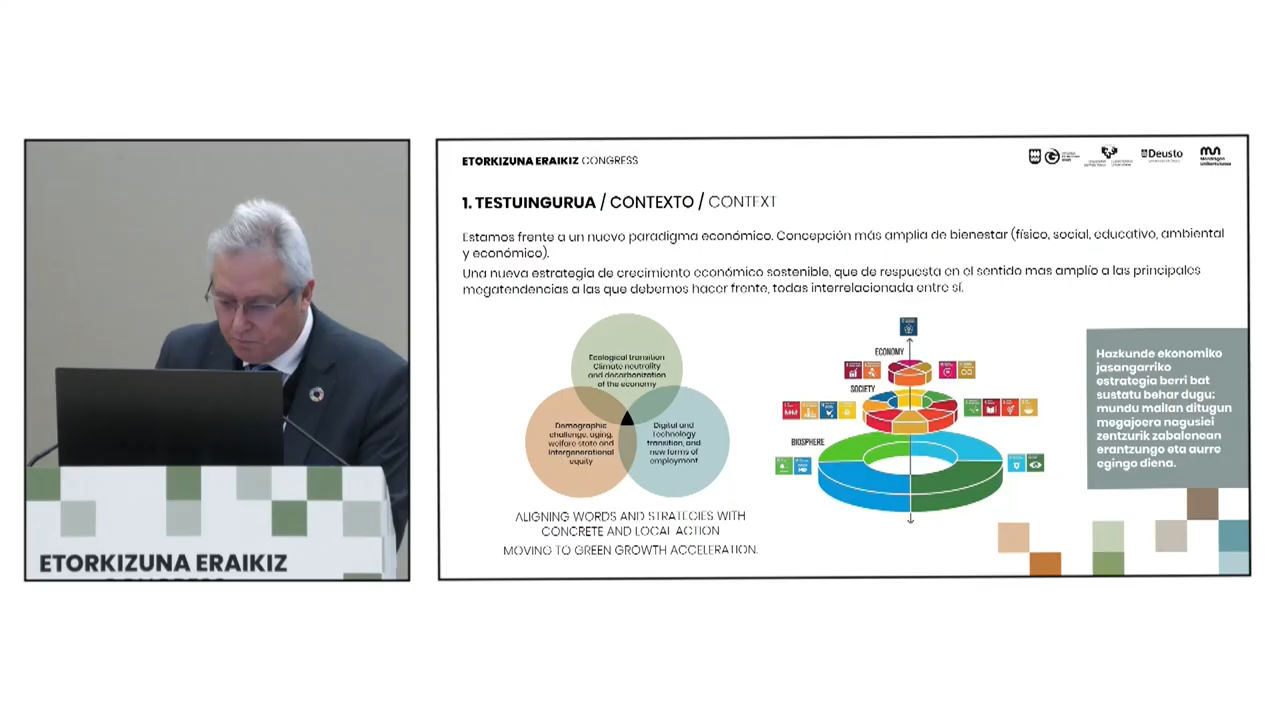 ETORKIZUNA ERAIKIZ
ETORKIZUNA ERAIKIZ CONGRESS
Deusto
1. TESTUINGURUA / CONTEXTO / CONTEXT
Estamos frente a un nuevo paradigma económico. Concepción más amplia de bienestar (físico, social, educativo, ambiental
y económico).
Una nueva estrategia de crecimiento económico sostenible, que de respuesta en el sentido mas amplío a las principales
megatendencias a las que debemos hacer frente, todas interrelacionada entre sí.
Ecological transition
Climate neutrality
and decarbonization
of the economy
Demographic
challenge, aging,
welfare state and
intergenerational
equity
Digital and
Technology
transition, and
new forms of
employment
ALIGNING WORDS AND STRATEGIES WITH
CONCRETE AND LOCAL ACTION
MOVING TO GREEN GROWTH ACCELERATION.
ECONOMY
SOCIETY
BIOSPHERE
Hazkunde ekonomiko
jasangarriko
estrategia berri bat
sustatu behar dugu:
mundu mailan ditugun
megajoera nagusiei
zentzurik zabalenean
erantzungo eta aurre
egingo diena.